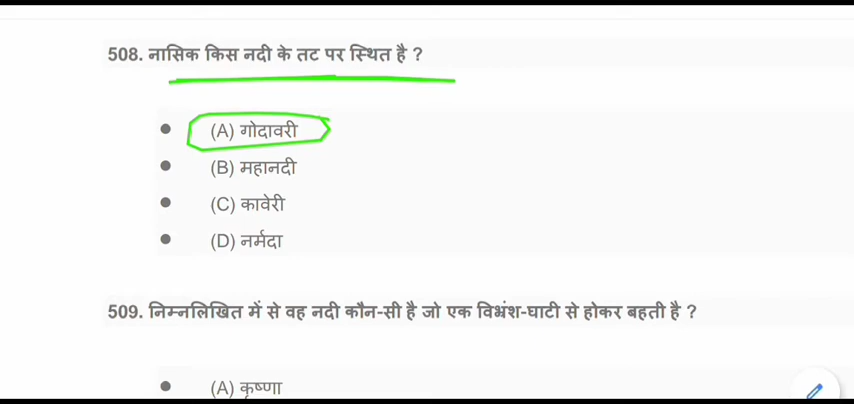 508. नासिक किस नदी के तट पर स्थित है ?
(A) गोदावरी
(B) महानदी
(C) कावेरी
(D) नर्मदा
509. निम्नलिखित में से वह नदी कौन-सी है जो एक विभ्रंश-घाटी से होकर बहती है ?
(A) कृष्णा